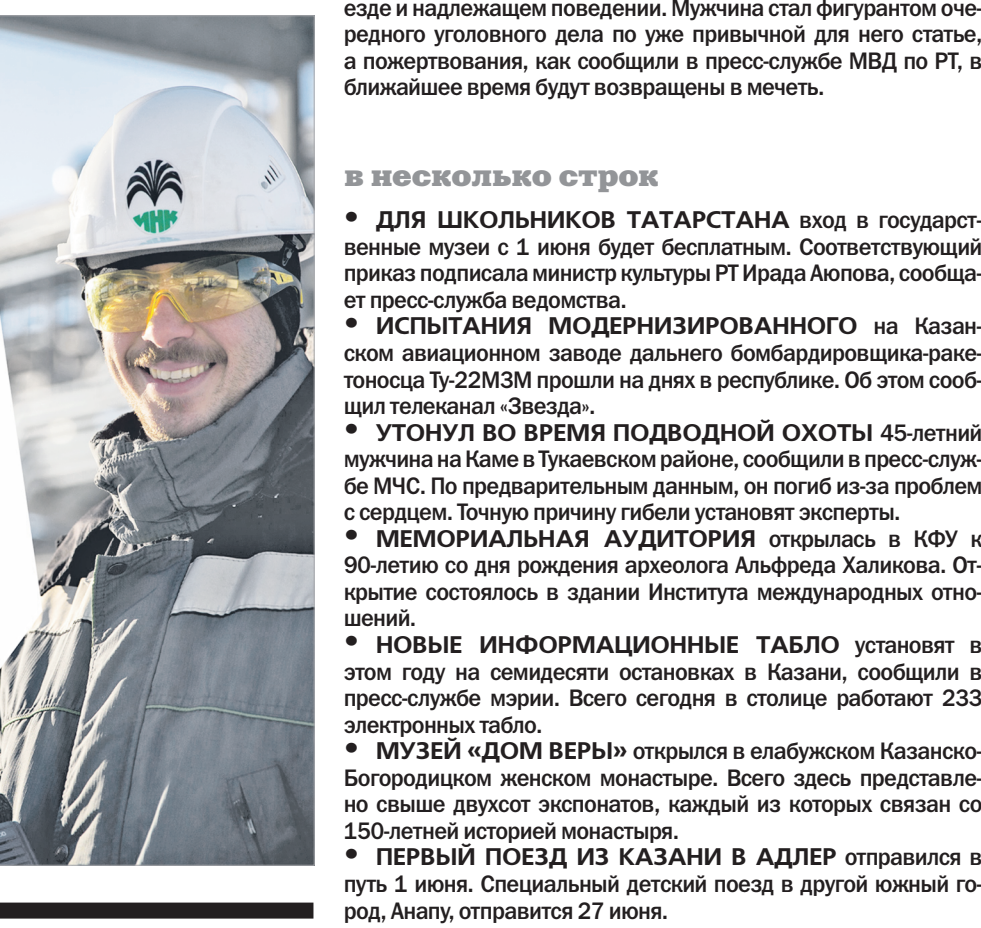 инк
езде и надлежащем поведении. Мужчина стал фигурантом оче-
редного уголовного дела по уже привычной для него статье,
а пожертвования, как сообщили в пресс-службе МВД по РТ, в
ближайшее время будут возвращены в мечеть.
в несколько строк
• ДЛЯ ШКОЛЬНИКОВ ТАТАРСТАНА вход в государст-
венные музеи с 1 июня будет бесплатным. Соответствующий
приказ подписала министр культуры РТ Ирада Аюпова, сообща-
ет пресс-служба ведомства.
• ИСПЫТАНИЯ МОДЕРНИЗИРОВАННОГО на Казан-
ском авиационном заводе дальнего бомбардировщика-раке-
тоносца Ту-22М3М прошли на днях в республике. Об этом сооб-
щил телеканал «Звезда».
• УТОНУЛ ВО ВРЕМЯ ПОДВОДНОЙ ОХОТЫ 45-летний
мужчина на Каме в Тукаевском районе, сообщили в пресс-служ-
бе МЧС. По предварительным данным, он погиб из-за проблем
с сердцем. Точную причину гибели установят эксперты.
• МЕМОРИАЛЬНАЯ АУДИТОРИЯ открылась в КФУ к
90-летию со дня рождения археолога Альфреда Халикова. От-
крытие состоялось в здании Института международных отно-
шений.
• НОВЫЕ ИНФОРМАЦИОННЫЕ ТАБЛО установят в
этом году на семидесяти остановках в Казани, сообщили в
пресс-службе мэрии. Всего сегодня в столице работают 233
электронных табло.
• МУЗЕЙ «ДОМ ВЕРЫ» открылся в елабужском Казанско-
Богородицком женском монастыре. Всего здесь представле-
но свыше двухсот экспонатов, каждый из которых связан со
150-летней историей монастыря.
• ПЕРВЫЙ ПОЕЗД ИЗ КАЗАНИ В АДЛЕР отправился в
путь 1 июня. Специальный детский поезд в другой южный го-
род, Анапу, отправится 27 июня.